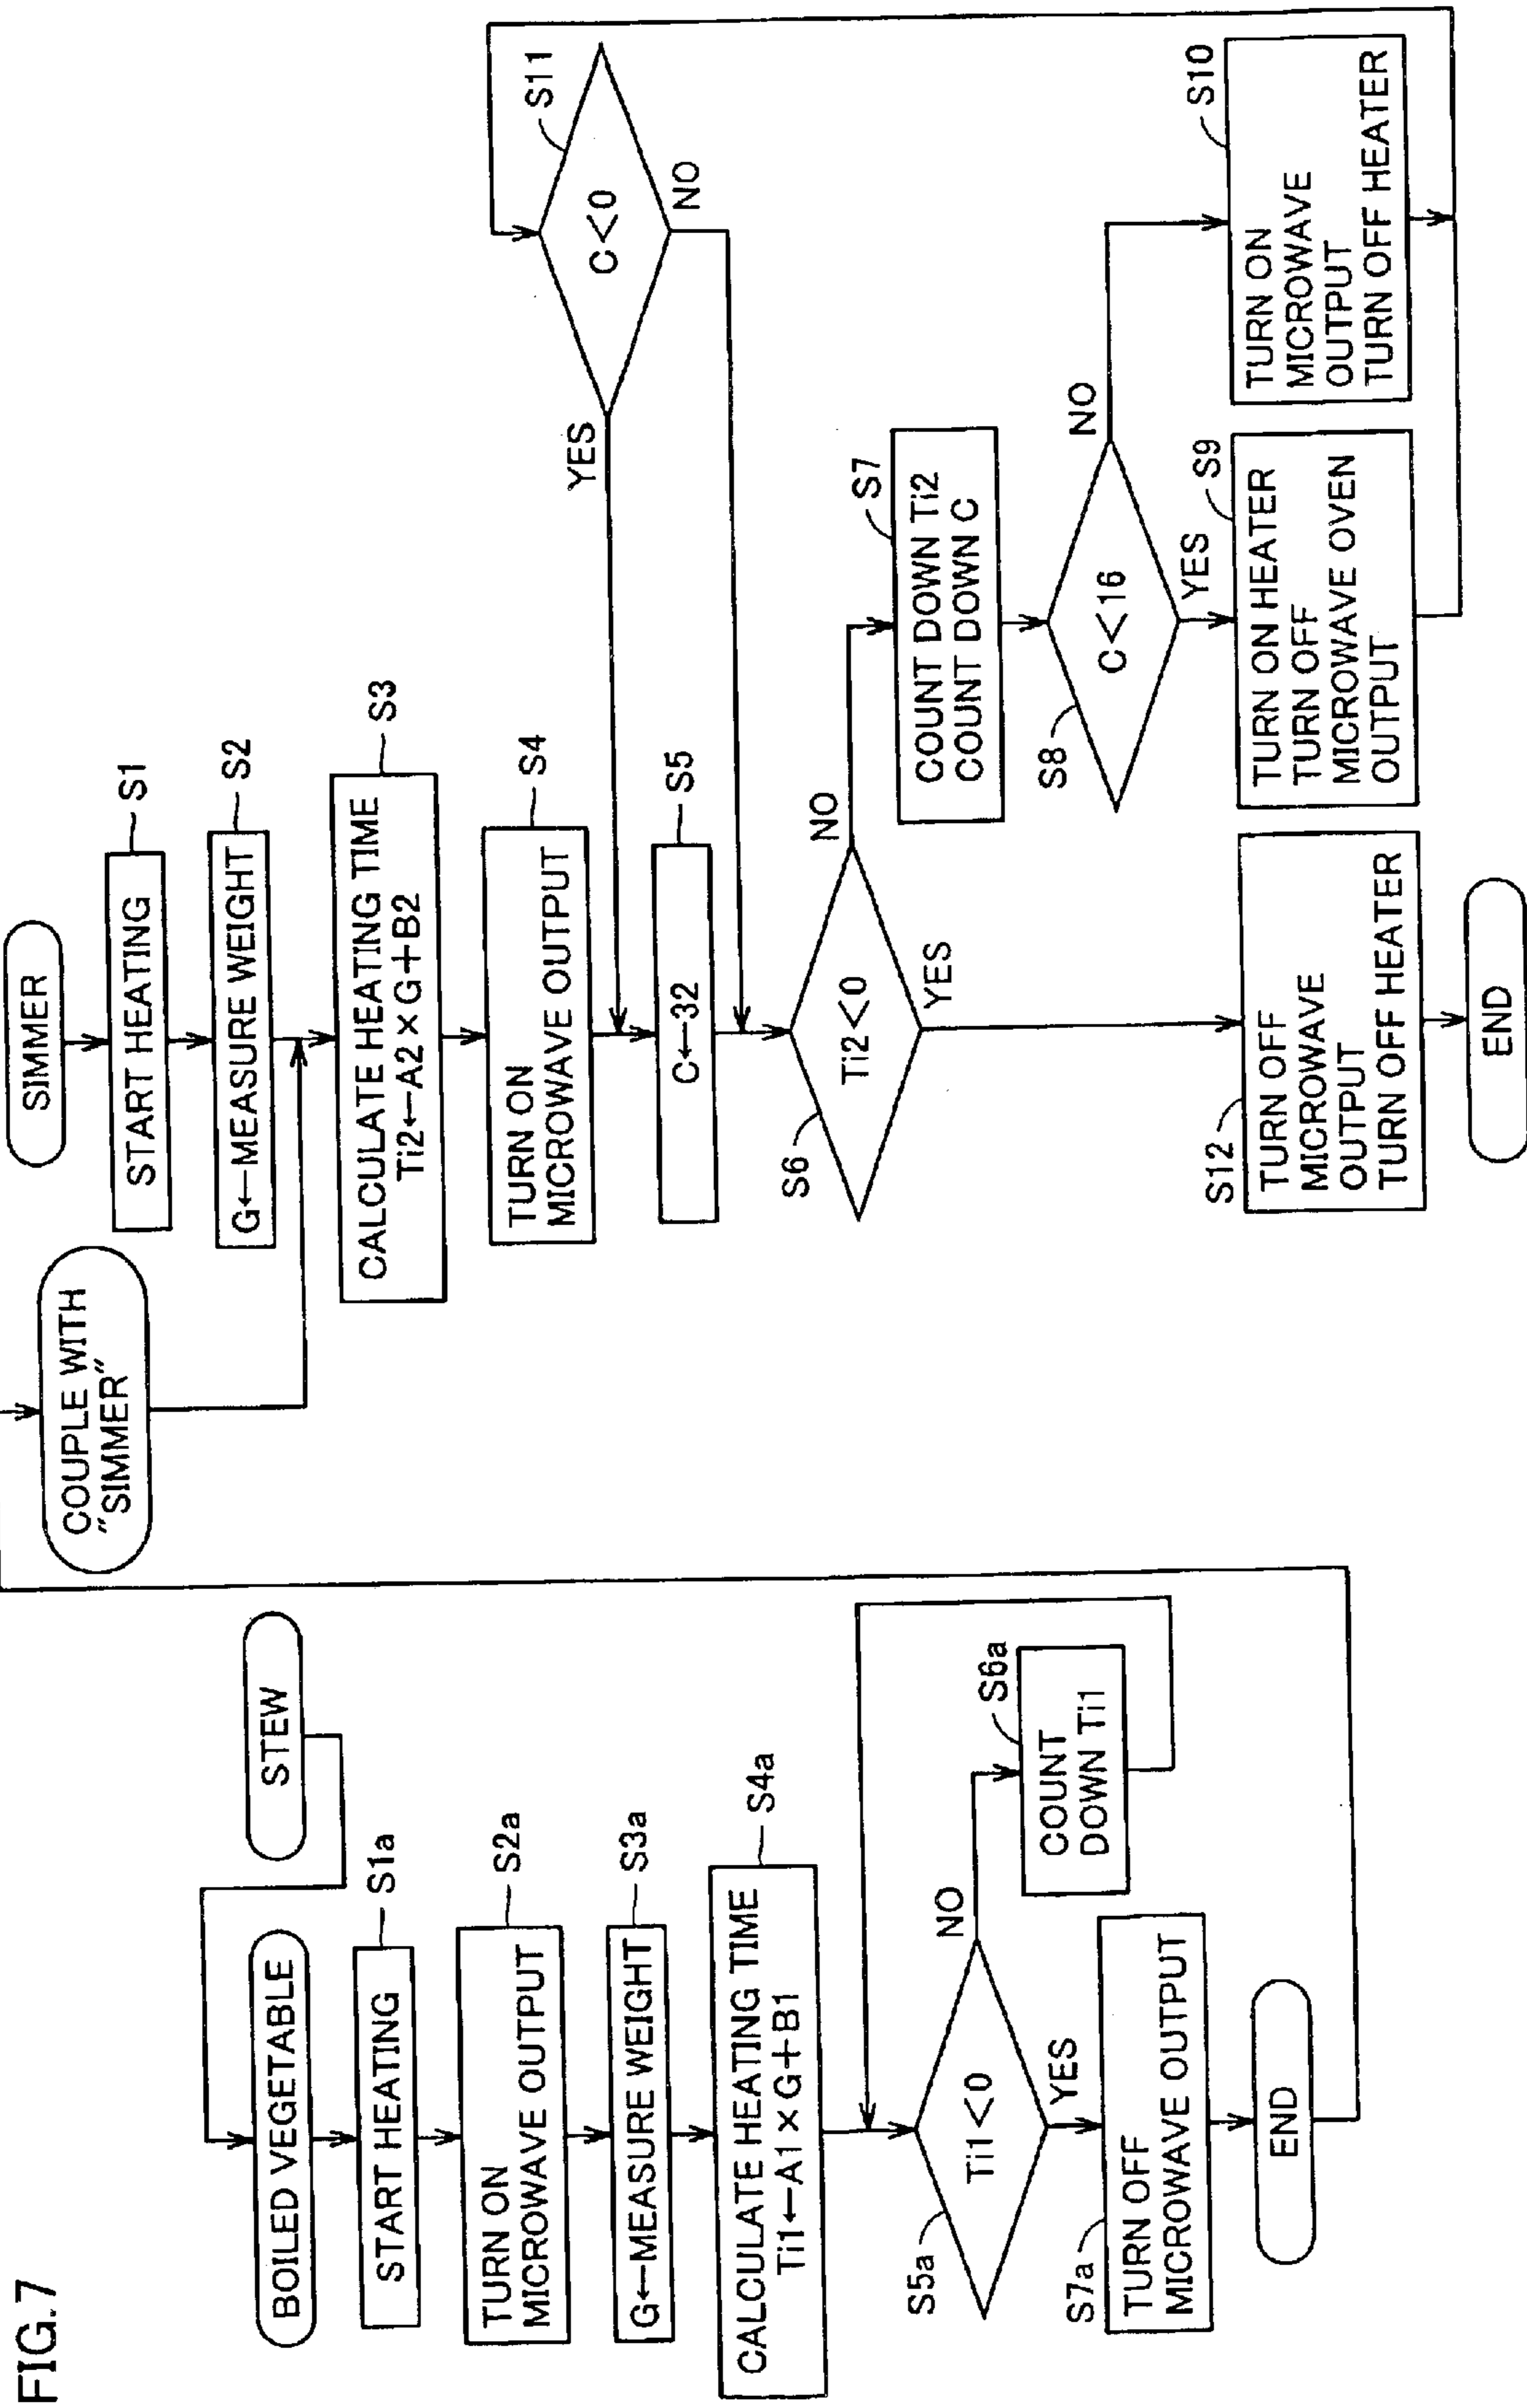 FIG.7
STEW
BOILED VEGETABLE
START HEATING
S1a
TURN ON
MICROWAVE OUTPUT
S2a
G←MEASURE WEIGHT
S3a
CALCULATE HEATING TIME
Ti1←A1×G+B1
S4a
S5a
Ti1<0
NO
YES
COUNT
DOWN Ti1
S6a
S7a
TURN OFF
MICROWAVE OUTPUT
END
COUPLE WITH
"SIMMER"
SIMMER
START HEATING
S1
G←MEASURE WEIGHT
S2
CALCULATE HEATING TIME
Ti2←A2×G+B2
S3
TURN ON
MICROWAVE OUTPUT
S4
C←32
S5
S6
Ti2<0
NO
YES
S12
TURN OFF
MICROWAVE
OUTPUT
TURN OFF HEATER
END
S7
COUNT DOWN Ti2
COUNT DOWN C
S8
C<16
NO
YES
S9
TURN ON HEATER
TURN OFF
MICROWAVE OVEN
OUTPUT
S10
TURN ON
MICROWAVE
OUTPUT
TURN OFF HEATER
S11
C<0
YES
NO